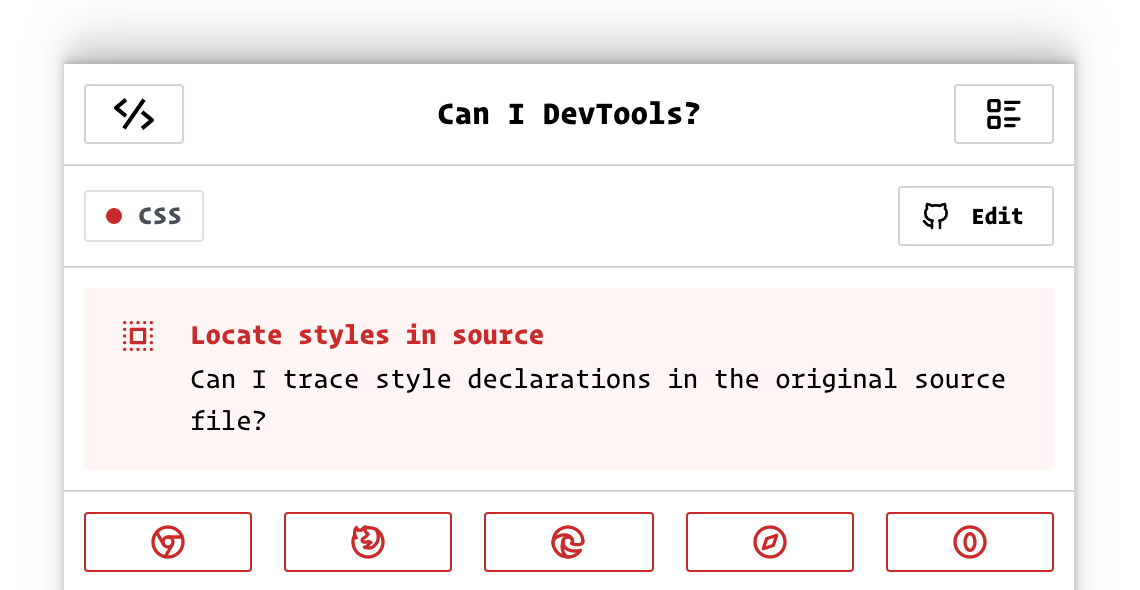 Can I DevTools?
CSS
Edit
Locate styles in source
Can I trace style declarations in the original source
file?